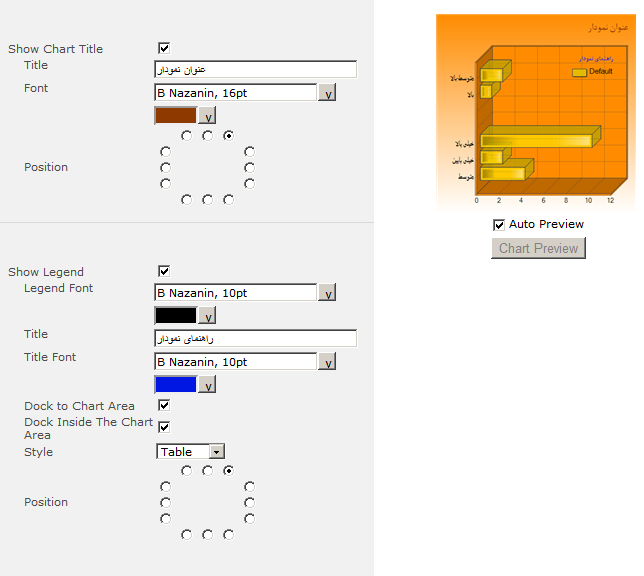 Show Chart Title
Title
عنوان نمودار
Font
B Nazanin, 16pt
v
v
Position
Show Legend
Legend Font
B Nazanin, 10pt
v
v
Title
راهنمای نمودار
Title Font
B Nazanin, 10pt
v
v
Dock to Chart Area
Dock Inside The Chart
Area
Style
Table
Position
عنوان نمودار
راهنمای نمودار
Default
متوسط-بالا
بالا
خیلی بالا
خیلی پایین
متوسط
0 2 4 6 8 10 12
Auto Preview
Chart Preview